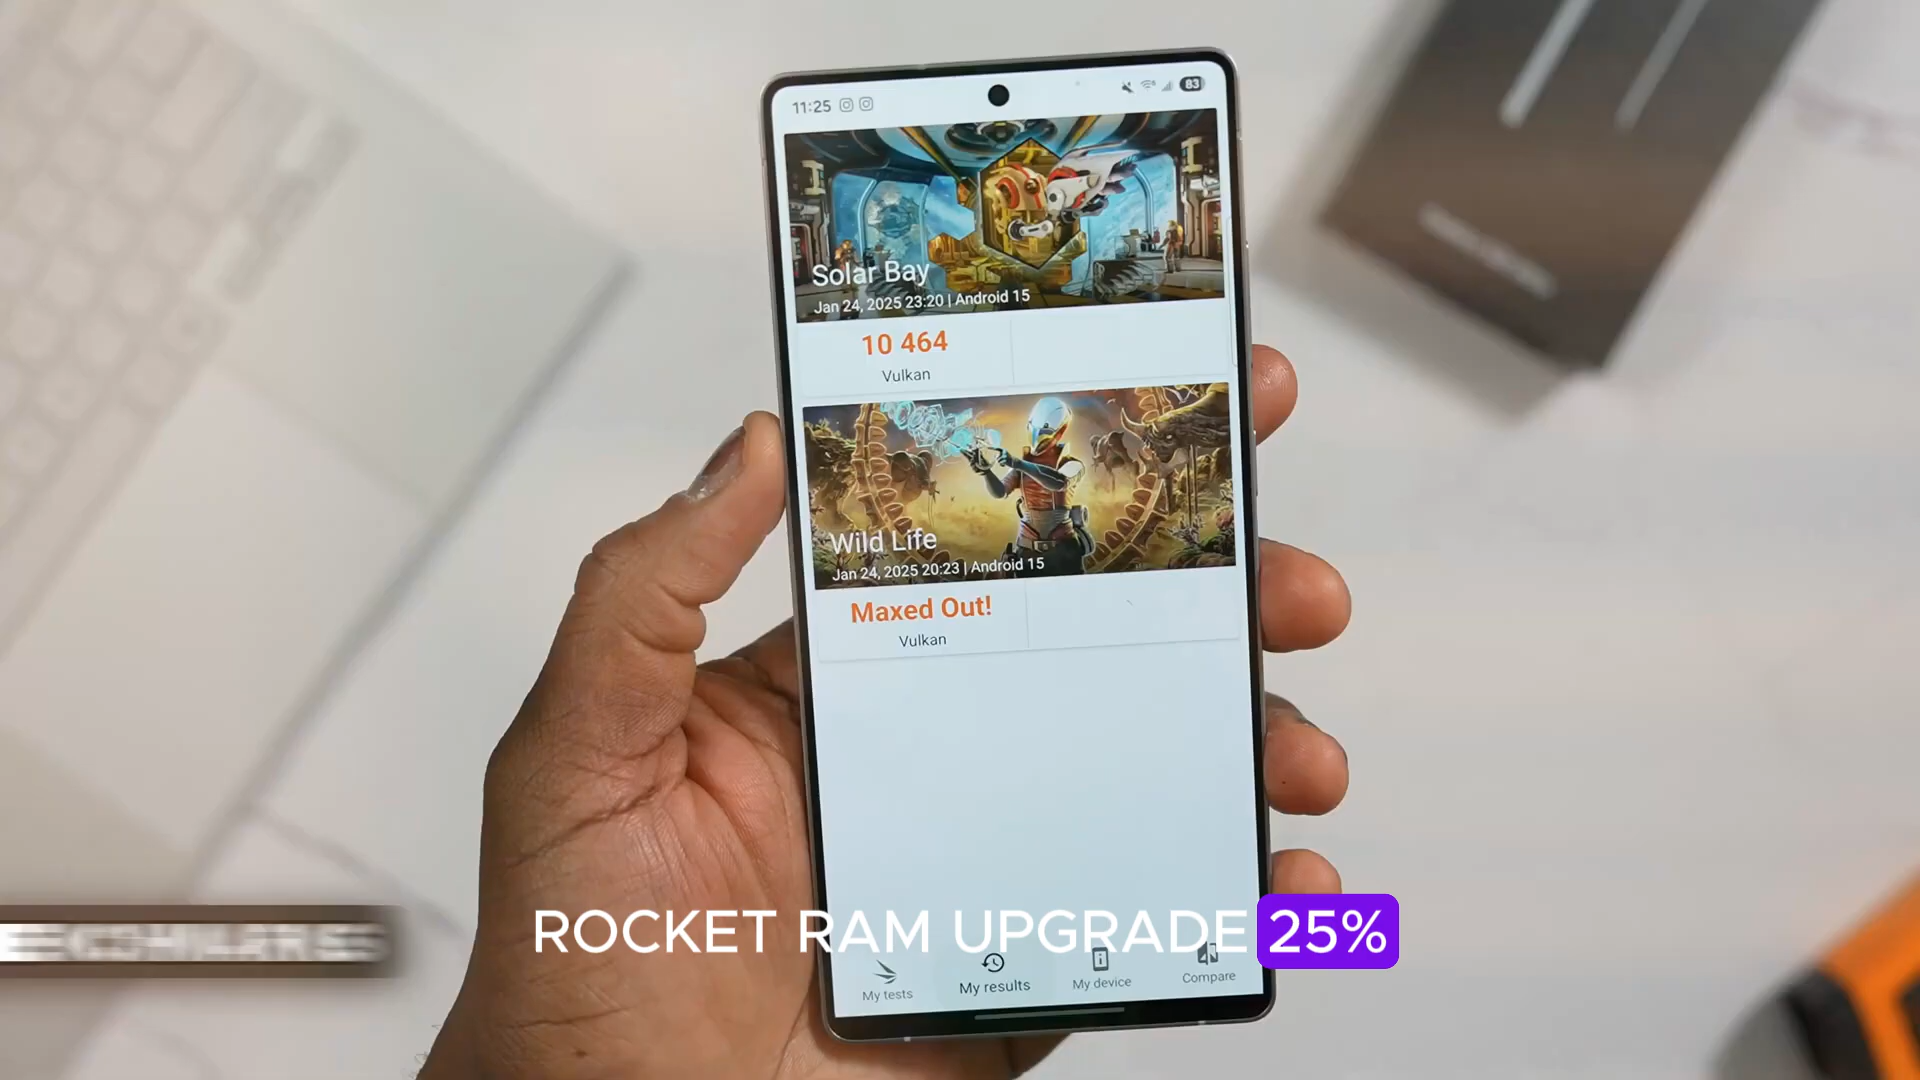 11:25
83
Solar Bay
Jan 24, 2025 23:20 | Android 15
10 464
Vulkan
Wild Life
Jan 24, 2025 20:23 | Android 15
Maxed Out!
Vulkan
ROCKET RAM UPGRADE 25%
My tests
My results
My device
Compare